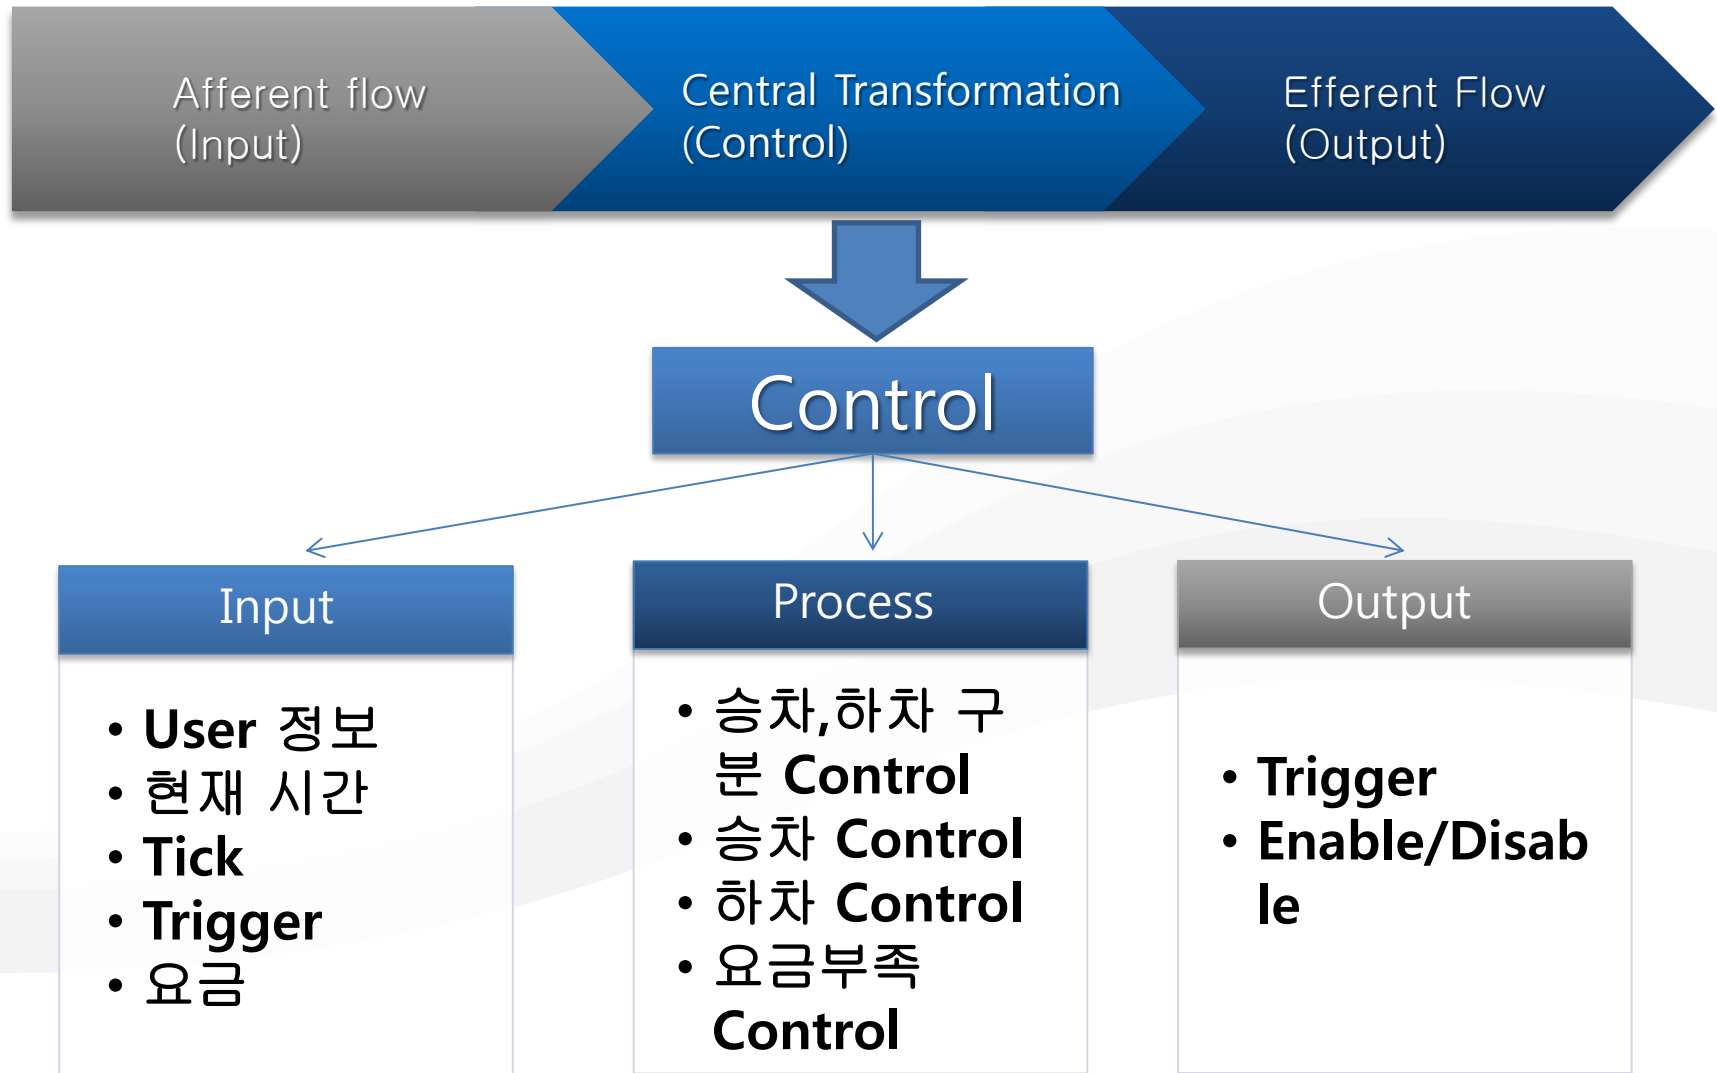 Afferent flow
(Input)
Central Transformation
(Control)
Efferent Flow
(Output)
Control
Input
• User 정보
• 현재 시간
• Tick
• Trigger
• 요금
Process
• 승차,하차 구
분 Control
• 승차 Control
• 하차 Control
• 요금부족
Control
Output
• Trigger
• Enable/Disab
le